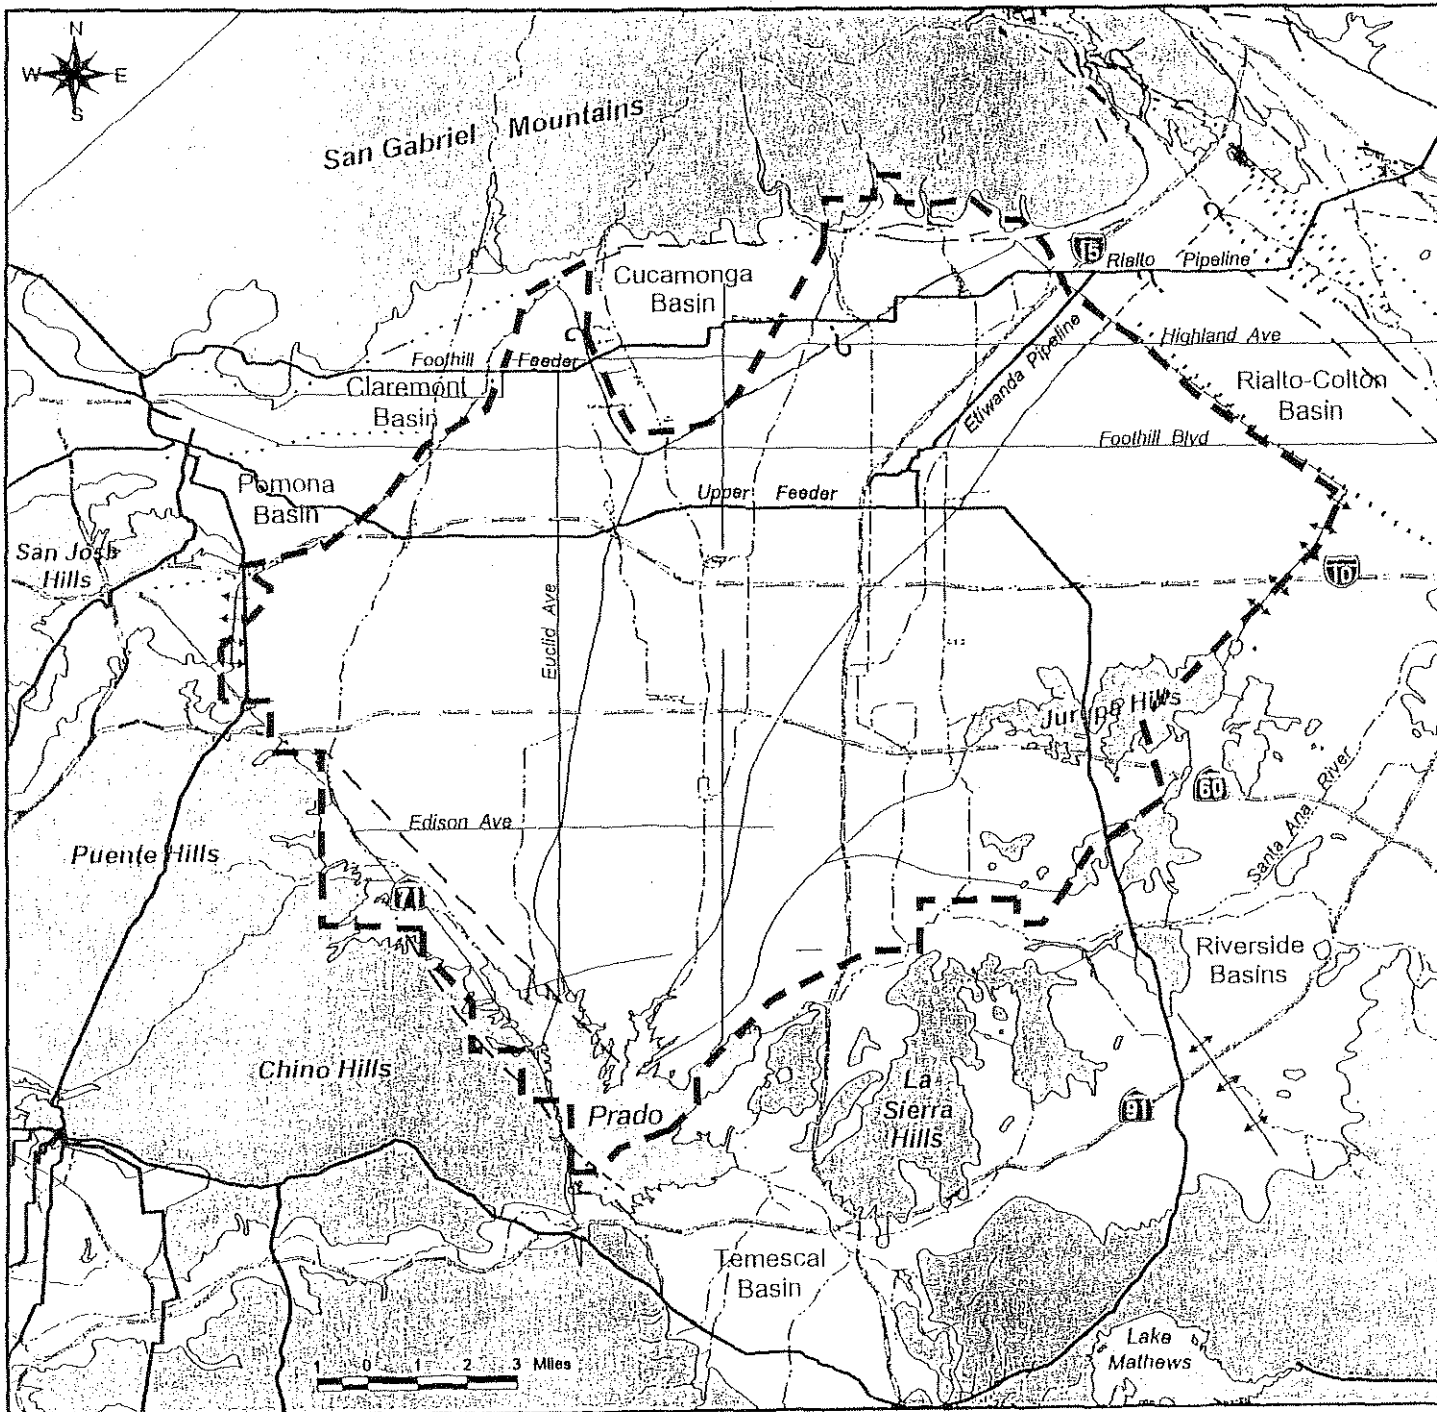 N
W E
S
San Gabriel Mountains
15
Rialto Pipeline
Cucamonga
Basin
Foothill Feeder
Highland Ave
Claremont
Basin
Etiwanda Pipeline
Rialto-Colton
Basin
Foothill Blvd
Pomona
Basin
Upper Feeder
San Jose
Hills
10
Euclid Ave
Jurupa Hills
60
Santa Ana River
Edison Ave
Puente Hills
71
Riverside
Basins
Chino Hills
La
Sierra
Hills
Prado
91
Temescal
Basin
Lake
Mathews
1 0 1 2 3 Miles